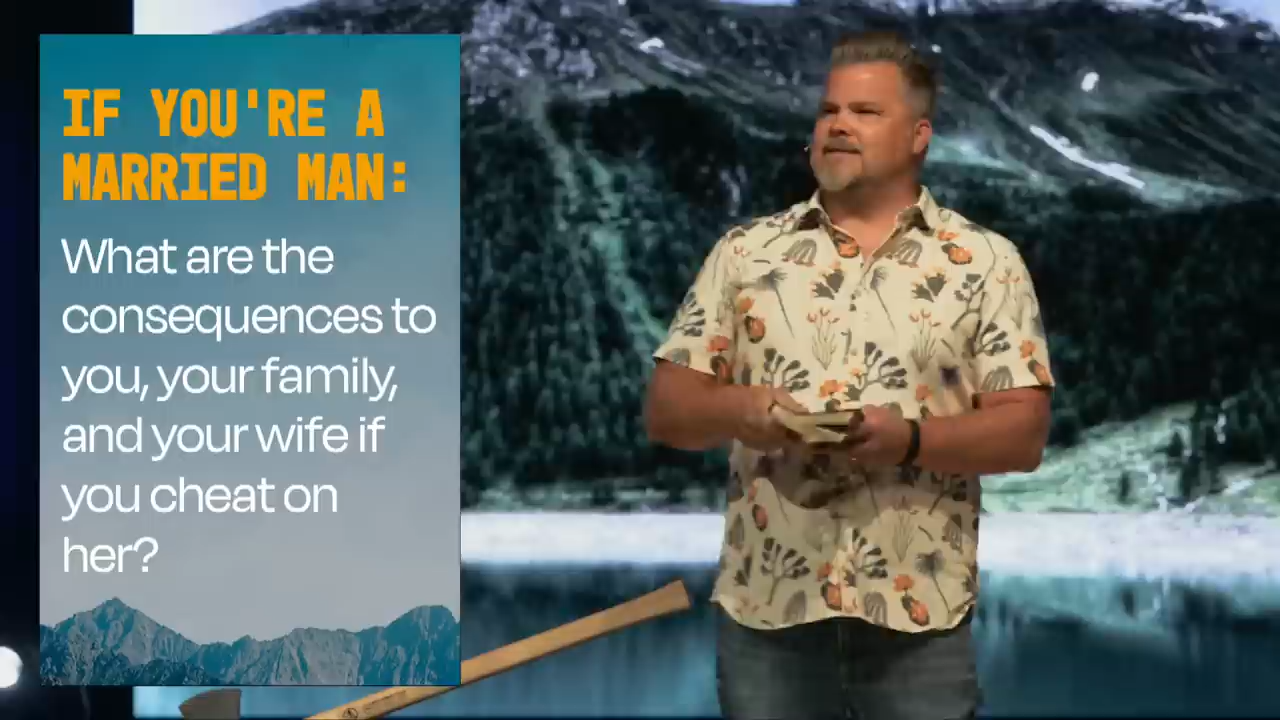 IF YOU'RE A
MARRIED MAN:
What are the
consequences to
you, your family,
and your wife if
you cheat on
her?